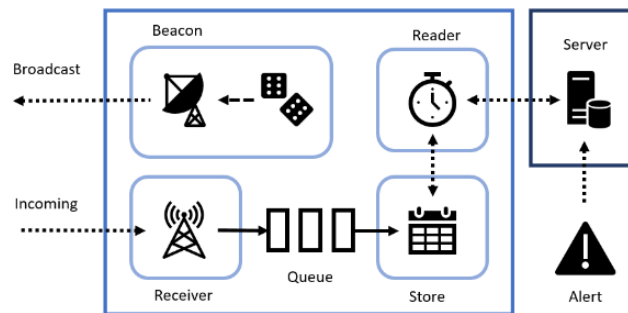 Beacon
Reader
Server
Broadcast
Incoming
Receiver
Queue
Store
Alert